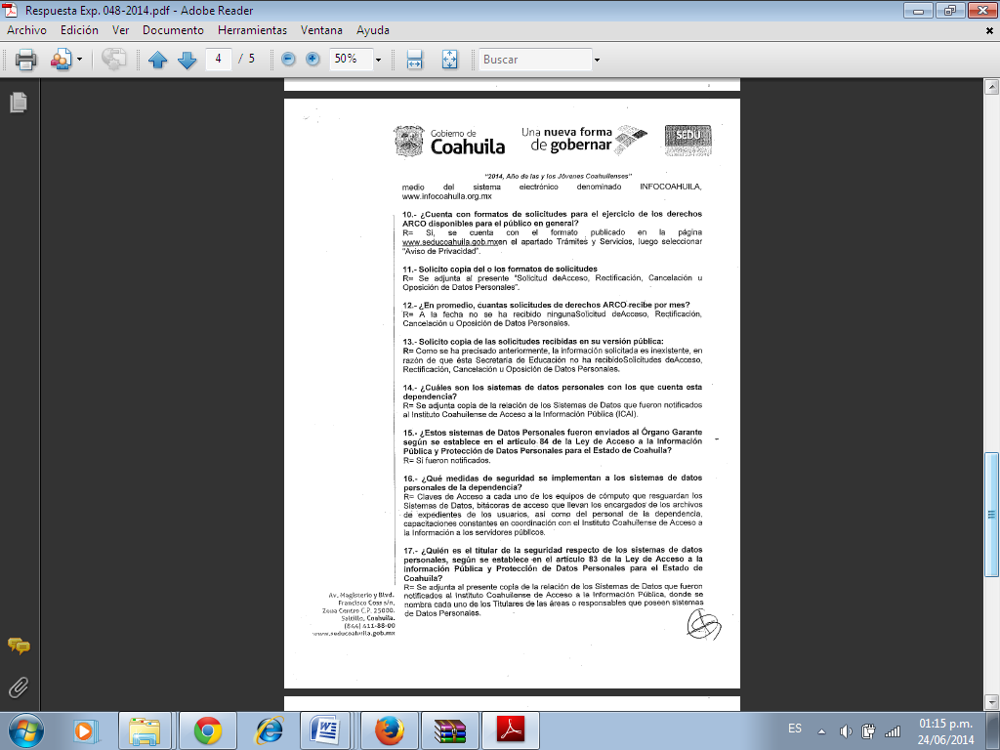 Respuesta Exp. 048-2014.pdf - Adobe Reader
Archivo Edición Ver Documento Herramientas Ventana Ayuda
4 / 5 50% Buscar
Gobierno de
Coahuila
Una nueva forma
de gobernar
SEDU
"2014, Año de las y los Jóvenes Coahuilenses"
medio del sistema electrónico denominado INFOCOAHUILA,
www.infocoahuila.org.mx
10.- ¿Cuenta con formatos de solicitudes para el ejercicio de los derechos
ARCO disponibles para el público en general?
R= Si, se cuenta con el formato publicado en la página
www.seducoahuila.gob.mxen el apartado Trámites y Servicios, luego seleccionar
"Aviso de Privacidad".
11.- Solicito copia del o los formatos de solicitudes
R= Se adjunta al presente "Solicitud deAcceso, Rectificación, Cancelación u
Oposición de Datos Personales".
12.- ¿En promedio, cuantas solicitudes de derechos ARCO recibe por mes?
R= A la fecha no se ha recibido ningunaSolicitud deAcceso, Rectificación,
Cancelación u Oposición de Datos Personales.
13.- Solicito copia de las solicitudes recibidas en su versión pública:
R= Como se ha precisado anteriormente, la información solicitada es inexistente, en
razón de que ésta Secretaría de Educación no ha recibidoSolicitudes deAcceso,
Rectificación, Cancelación u Oposición de Datos Personales.
14.- ¿Cuáles son los sistemas de datos personales con los que cuenta esta
dependencia?
R= Se adjunta copia de la relación de los Sistemas de Datos que fueron notificados
al Instituto Coahuilense de Acceso a la Información Pública (ICAI).
15.- ¿Estos sistemas de Datos Personales fueron enviados al Órgano Garante
según se establece en el artículo 84 de la Ley de Acceso a la Información
Pública y Protección de Datos Personales para el Estado de Coahuila?
R= Si fueron notificados.
16.- ¿Qué medidas de seguridad se implementan a los sistemas de datos
personales de la dependencia?
R= Claves de Acceso a cada uno de los equipos de cómputo que resguardan los
Sistemas de Datos, bitácoras de acceso que llevan los encargados de los archivos
de expedientes de los usuarios, así como del personal de la dependencia,
capacitaciones constantes en coordinación con el Instituto Coahuilense de Acceso a
la Información a los servidores públicos.
17.- ¿Quién es el titular de la seguridad respecto de los sistemas de datos
personales, según se establece en el artículo 83 de la Ley de Acceso a la
Información Pública y Protección de Datos Personales para el Estado de
Coahuila?
R= Se adjunta al presente copia de la relación de los Sistemas de Datos que fueron
notificados al Instituto Coahuilense de Acceso a la Información Pública, donde se
nombra cada uno de los Titulares de las áreas o responsables que poseen sistemas
de Datos Personales.
Av. Magisterio y Blvd.
Francisco Coss s/n,
Zona Centro C.P. 25000.
Saltillo, Coahuila.
(844) 411-88-00
www.seducoahuila.gob.mx
ES
01:15 p.m.
24/06/2014